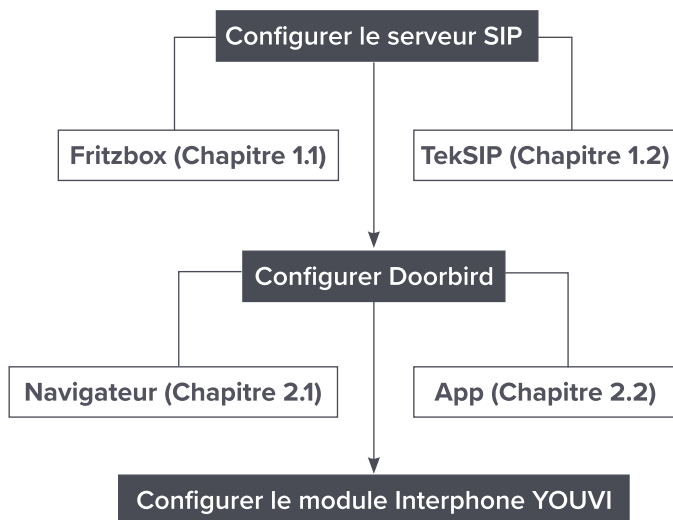 Configurer le serveur SIP
Fritzbox (Chapitre 1.1)
TekSIP (Chapitre 1.2)
Configurer Doorbird
Navigateur (Chapitre 2.1)
App (Chapitre 2.2)
Configurer le module Interphone YOUVI